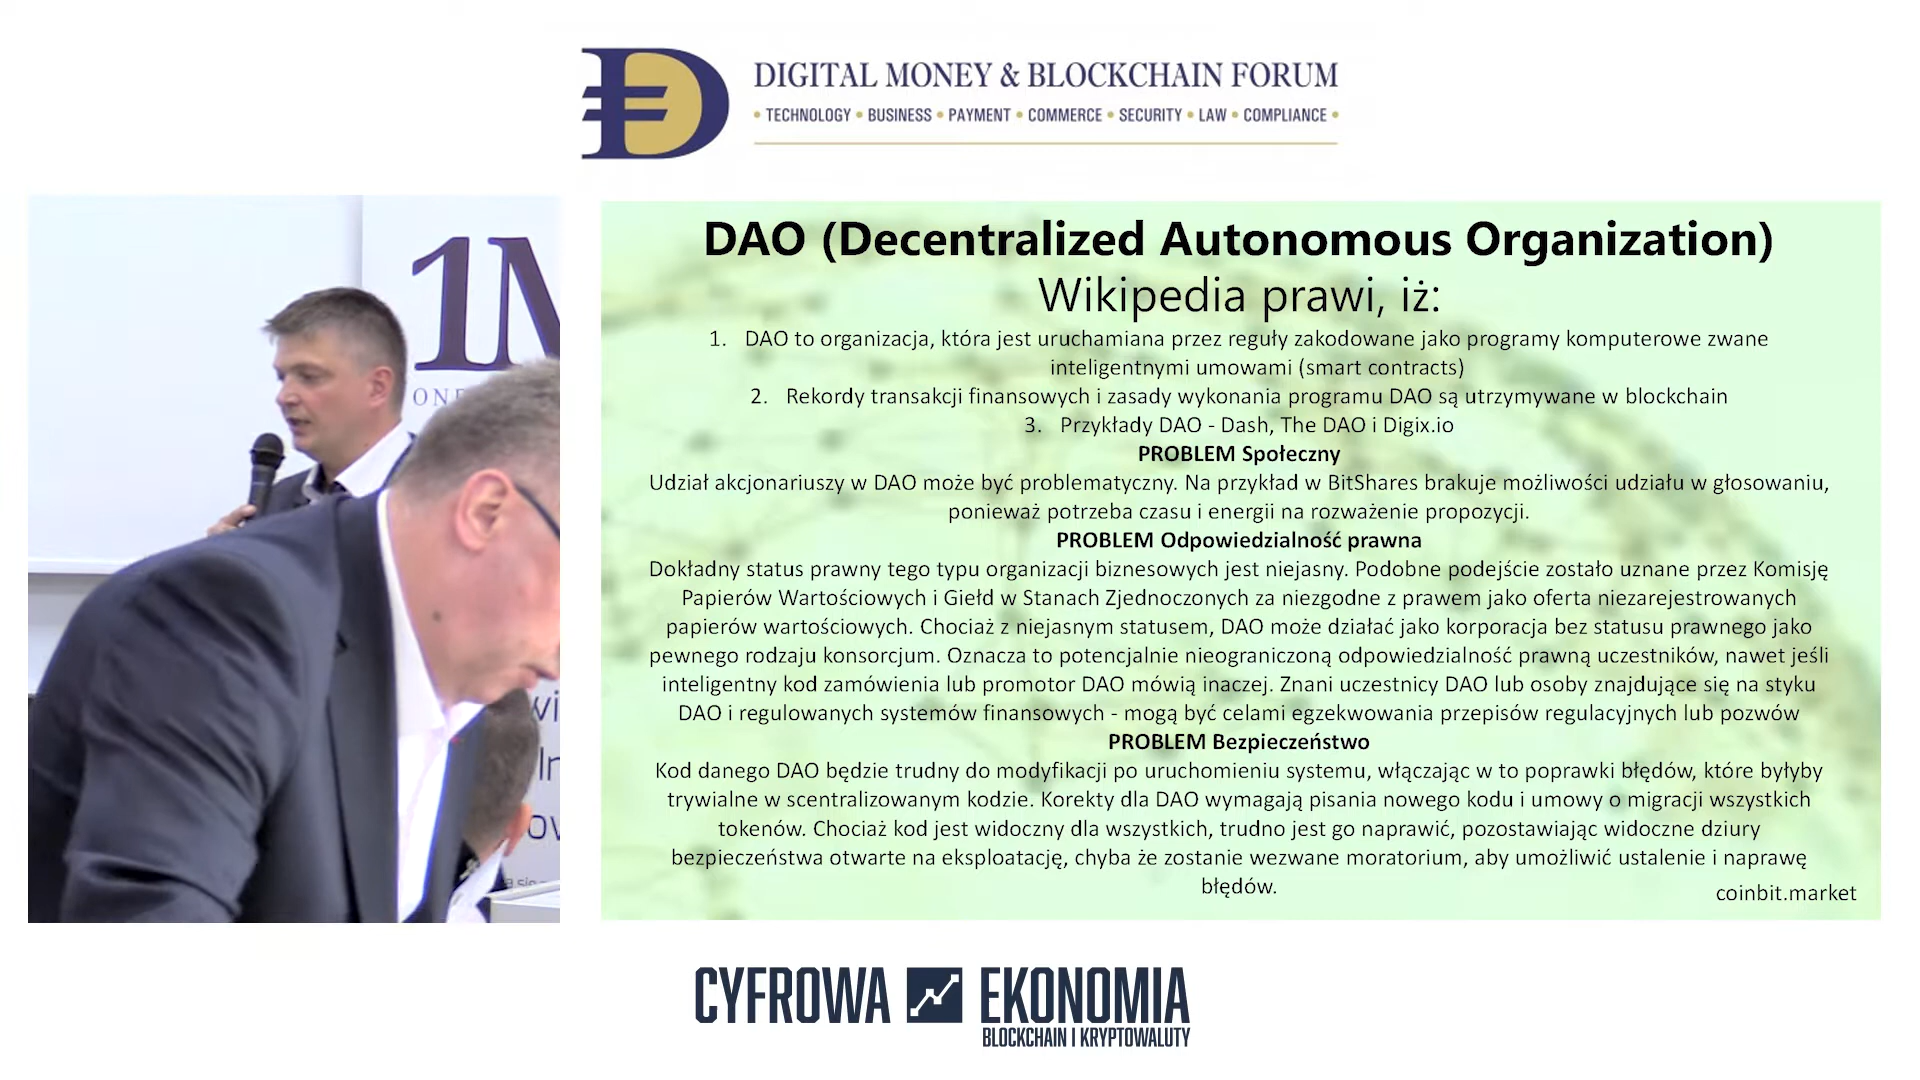 DIGITAL MONEY & BLOCKCHAIN FORUM
• TECHNOLOGY • BUSINESS • PAYMENT • COMMERCE • SECURITY • LAW • COMPLIANCE •
1M
ONE
DAO (Decentralized Autonomous Organization)
Wikipedia prawi, iż:
1. DAO to organizacja, która jest uruchamiana przez reguły zakodowane jako programy komputerowe zwane
inteligentnymi umowami (smart contracts)
2. Rekordy transakcji finansowych i zasady wykonania programu DAO są utrzymywane w blockchain
3. Przykłady DAO - Dash, The DAO i Digix.io
PROBLEM Społeczny
Udział akcjonariuszy w DAO może być problematyczny. Na przykład w BitShares brakuje możliwości udziału w głosowaniu,
ponieważ potrzeba czasu i energii na rozważenie propozycji.
PROBLEM Odpowiedzialność prawna
Dokładny status prawny tego typu organizacji biznesowych jest niejasny. Podobne podejście zostało uznane przez Komisję
Papierów Wartościowych i Giełd w Stanach Zjednoczonych za niezgodne z prawem jako oferta niezarejestrowanych
papierów wartościowych. Chociaż z niejasnym statusem, DAO może działać jako korporacja bez statusu prawnego jako
pewnego rodzaju konsorcjum. Oznacza to potencjalnie nieograniczoną odpowiedzialność prawną uczestników, nawet jeśli
inteligentny kod zamówienia lub promotor DAO mówią inaczej. Znani uczestnicy DAO lub osoby znajdujące się na styku
DAO i regulowanych systemów finansowych - mogą być celami egzekwowania przepisów regulacyjnych lub pozwów
PROBLEM Bezpieczeństwo
Kod danego DAO będzie trudny do modyfikacji po uruchomieniu systemu, włączając w to poprawki błędów, które byłyby
trywialne w scentralizowanym kodzie. Korekty dla DAO wymagają pisania nowego kodu i umowy o migracji wszystkich
tokenów. Chociaż kod jest widoczny dla wszystkich, trudno jest go naprawić, pozostawiając widoczne dziury
bezpieczeństwa otwarte na eksploatację, chyba że zostanie wezwane moratorium, aby umożliwić ustalenie i naprawę
błędów.
coinbit.market
CYFROWA EKONOMIA
BLOCKCHAIN I KRYPTOWALUTY